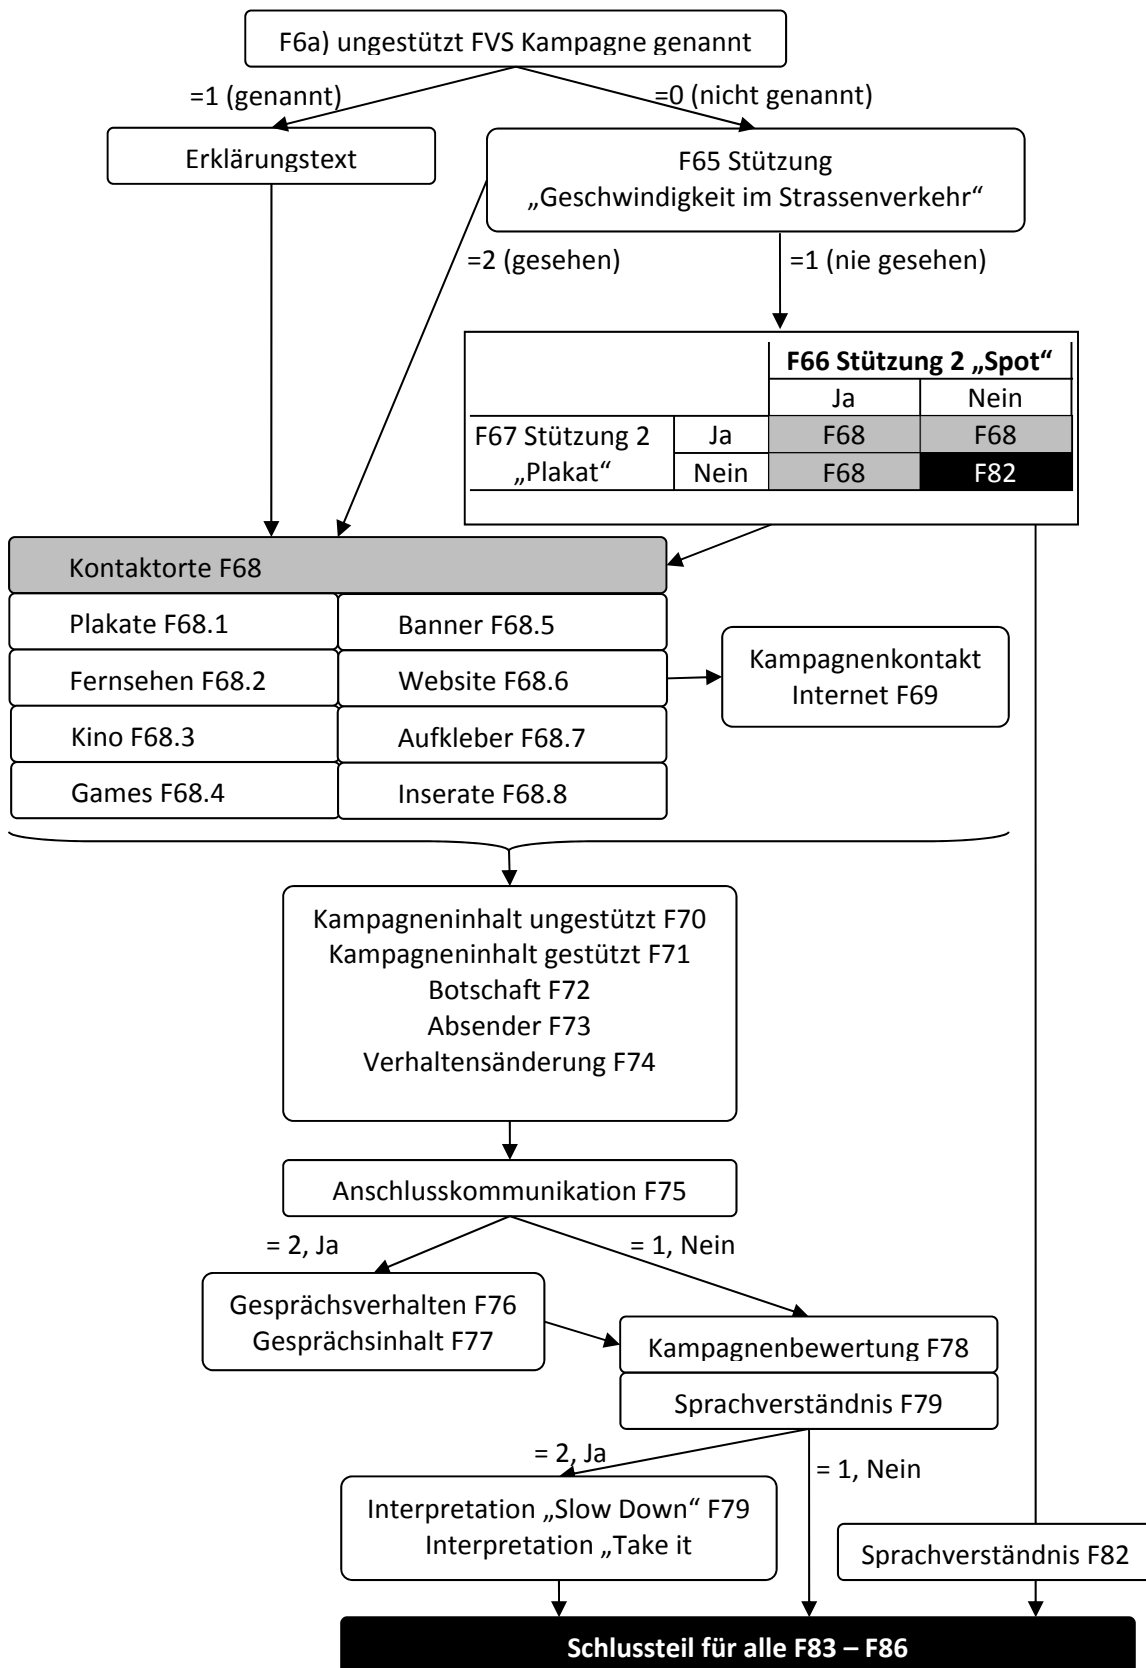 F6a) ungestützt FVS Kampagne genannt
=1 (genannt)
=0 (nicht genannt)
Erklärungstext
F65 Stützung
„Geschwindigkeit im Strassenverkehr“
=2 (gesehen)
=1 (nie gesehen)
F66 Stützung 2 „Spot“
Ja Nein
F67 Stützung 2 Ja F68 F68
„Plakat“ Nein F68 F82
Kontaktorte F68
Plakate F68.1 Banner F68.5
Fernsehen F68.2 Website F68.6
Kino F68.3 Aufkleber F68.7
Games F68.4 Inserate F68.8
Kampagnenkontakt
Internet F69
Kampagneninhalt ungestützt F70
Kampagneninhalt gestützt F71
Botschaft F72
Absender F73
Verhaltensänderung F74
Anschlusskommunikation F75
= 2, Ja
= 1, Nein
Gesprächsverhalten F76
Gesprächsinhalt F77
Kampagnenbewertung F78
Sprachverständnis F79
= 2, Ja
= 1, Nein
Interpretation „Slow Down“ F79
Interpretation „Take it
Sprachverständnis F82
Schlussteil für alle F83 – F86